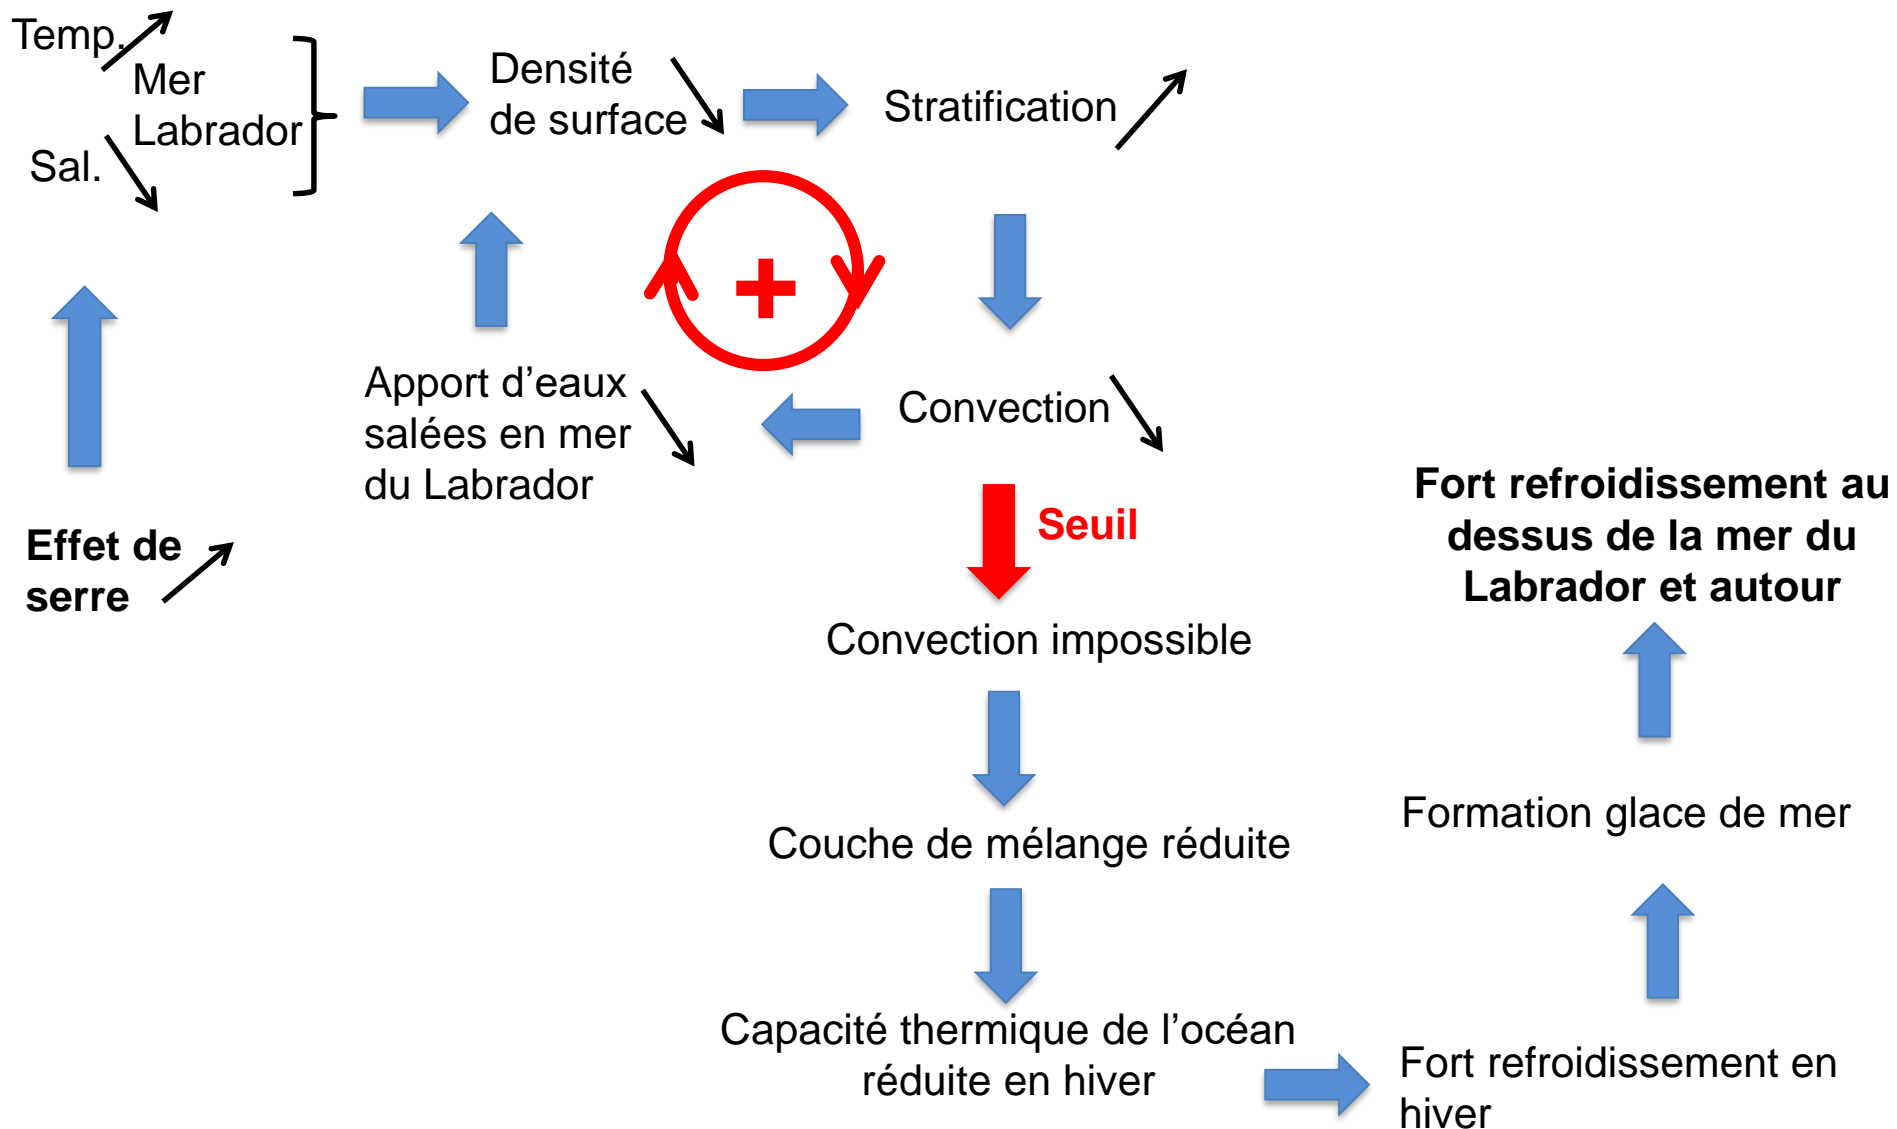 Temp.
Mer
Labrador
Sal.
Densité
de surface
Stratification
+
Apport d’eaux
salées en mer
du Labrador
Convection
Effet de
serre
Seuil
Fort refroidissement au
dessus de la mer du
Labrador et autour
Convection impossible
Couche de mélange réduite
Formation glace de mer
Capacité thermique de l’océan
réduite en hiver
Fort refroidissement en
hiver